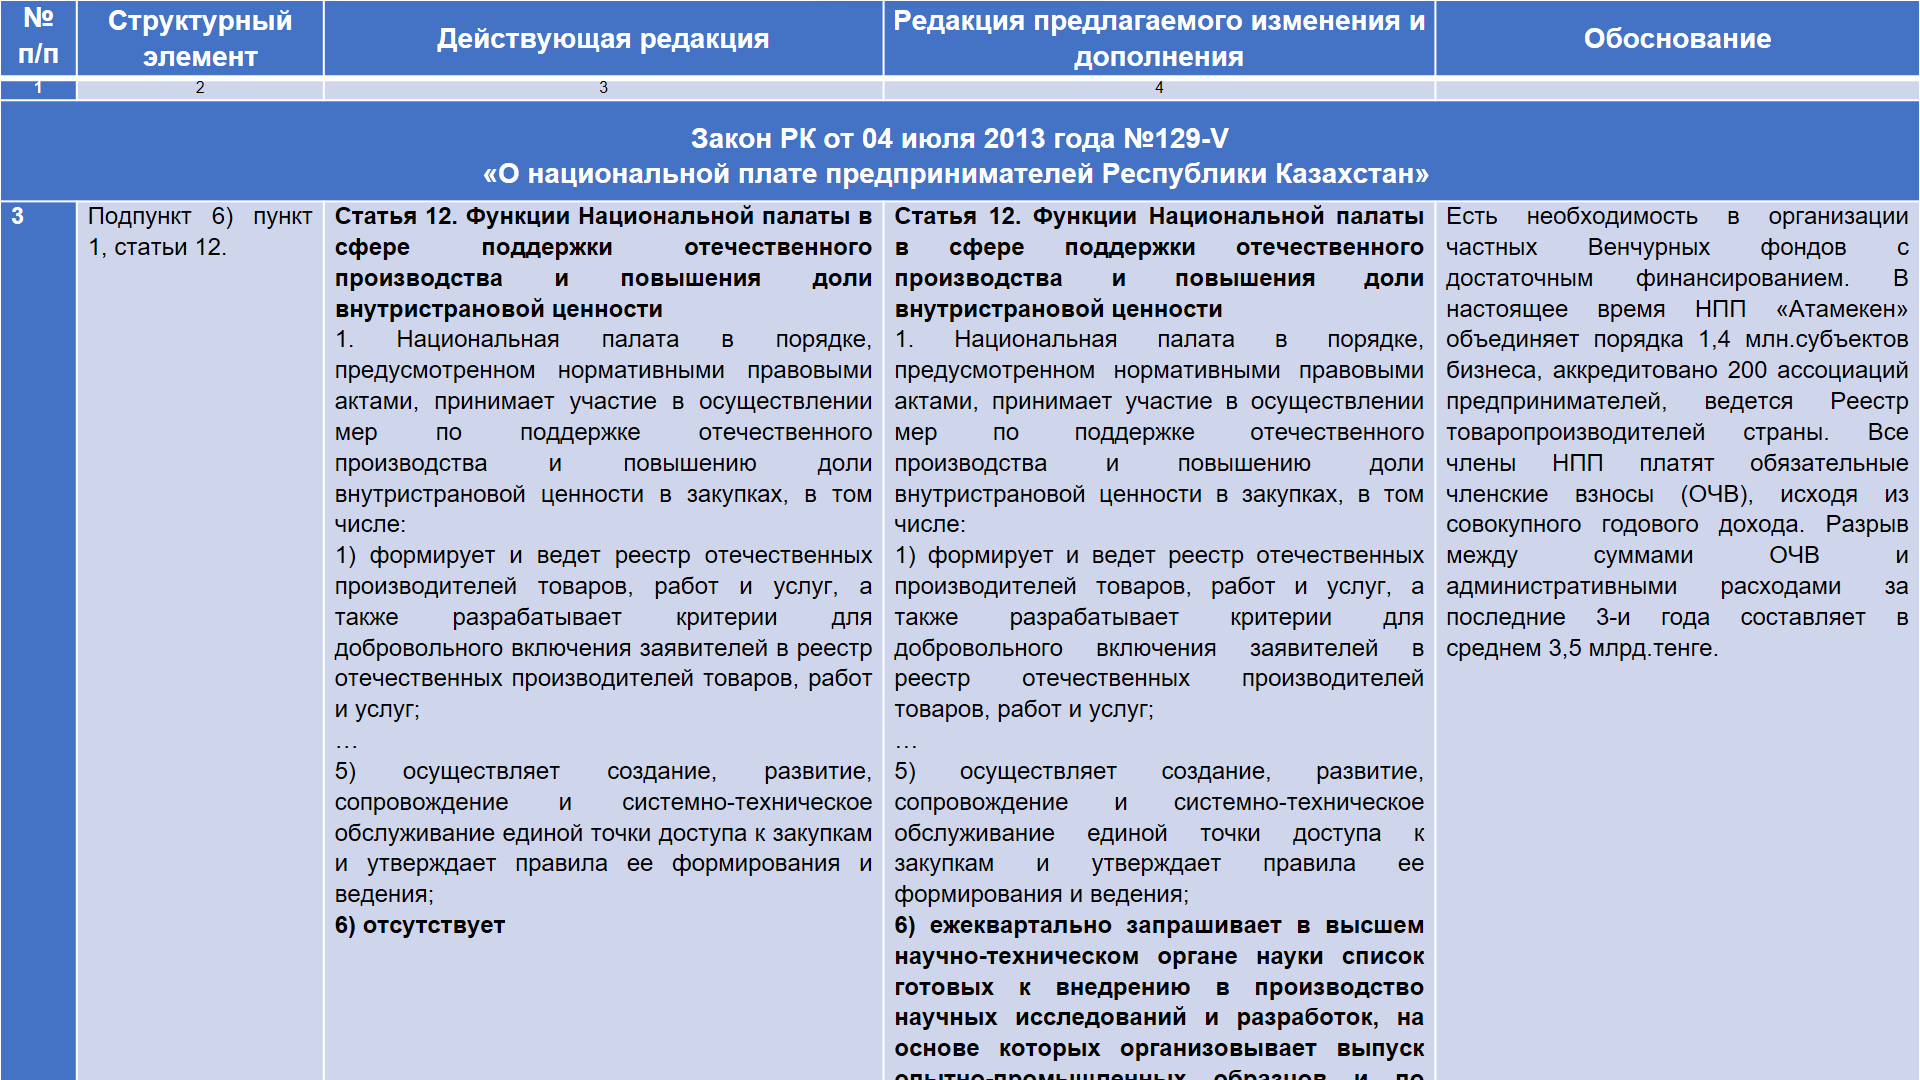 № п/п
Структурный элемент
Действующая редакция
Редакция предлагаемого изменения и дополнения
Обоснование
1
2
3
4
Закон РК от 04 июля 2013 года №129-V
«О национальной плате предпринимателей Республики Казахстан»
3
Подпункт 6) пункт
1, статьи 12.
Статья 12. Функции Национальной палаты в
сфере поддержки отечественного
производства и повышения доли
внутристрановой ценности
1. Национальная палата в порядке,
предусмотренном нормативными правовыми
актами, принимает участие в осуществлении
мер по поддержке отечественного
производства и повышению доли
внутристрановой ценности в закупках, в том
числе:
1) формирует и ведет реестр отечественных
производителей товаров, работ и услуг, а
также разрабатывает критерии для
добровольного включения заявителей в реестр
отечественных производителей товаров, работ
и услуг;
…
5) осуществляет создание, развитие,
сопровождение и системно-техническое
обслуживание единой точки доступа к закупкам
и утверждает правила ее формирования и
ведения;
6) отсутствует
Статья 12. Функции Национальной палаты
в сфере поддержки отечественного
производства и повышения доли
внутристрановой ценности
1. Национальная палата в порядке,
предусмотренном нормативными правовыми
актами, принимает участие в осуществлении
мер по поддержке отечественного
производства и повышению доли
внутристрановой ценности в закупках, в том
числе:
1) формирует и ведет реестр отечественных
производителей товаров, работ и услуг, а
также разрабатывает критерии для
добровольного включения заявителей в
реестр отечественных производителей
товаров, работ и услуг;
…
5) осуществляет создание, развитие,
сопровождение и системно-техническое
обслуживание единой точки доступа к
закупкам и утверждает правила ее
формирования и ведения;
6) ежеквартально запрашивает в высшем
научно-техническом органе науки список
готовых к внедрению в производство
научных исследований и разработок, на
основе которых организовывает выпуск
опытно-промышленных образцов и по
Есть необходимость в организации
частных Венчурных фондов с
достаточным финансированием. В
настоящее время НПП «Атамекен»
объединяет порядка 1,4 млн.субъектов
бизнеса, аккредитовано 200 ассоциаций
предпринимателей, ведется Реестр
товаропроизводителей страны. Все
члены НПП платят обязательные
членские взносы (ОЧВ), исходя из
совокупного годового дохода. Разрыв
между суммами ОЧВ и
административными расходами за
последние 3-и года составляет в
среднем 3,5 млрд.тенге.